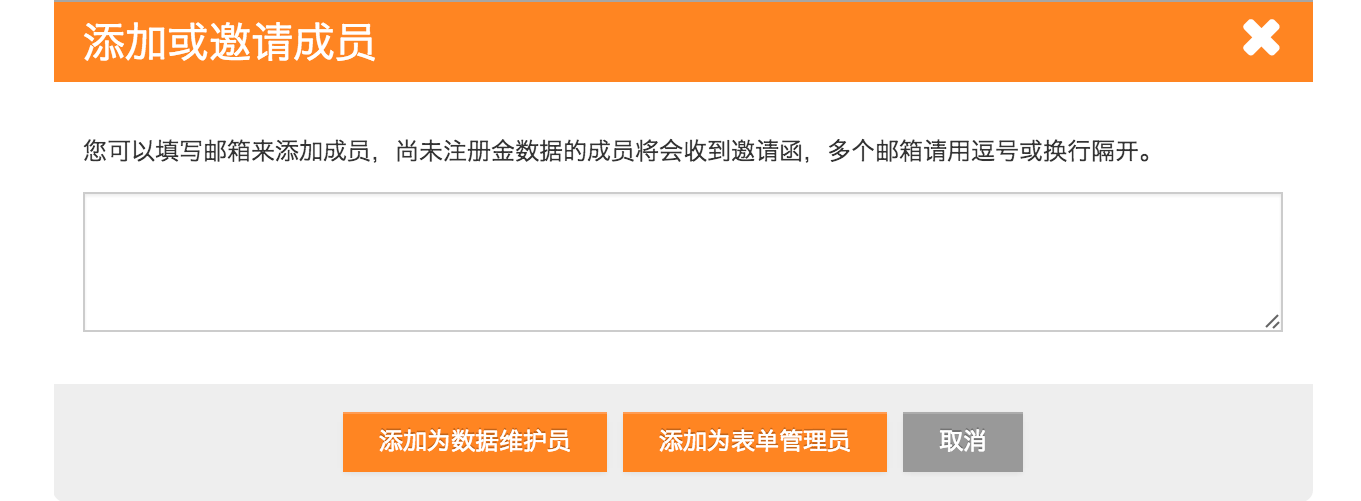 添加或邀请成员
您可以填写邮箱来添加成员，尚未注册金数据的成员将会收到邀请函，多个邮箱请用逗号或换行隔开。
添加为数据维护员
添加为表单管理员
取消